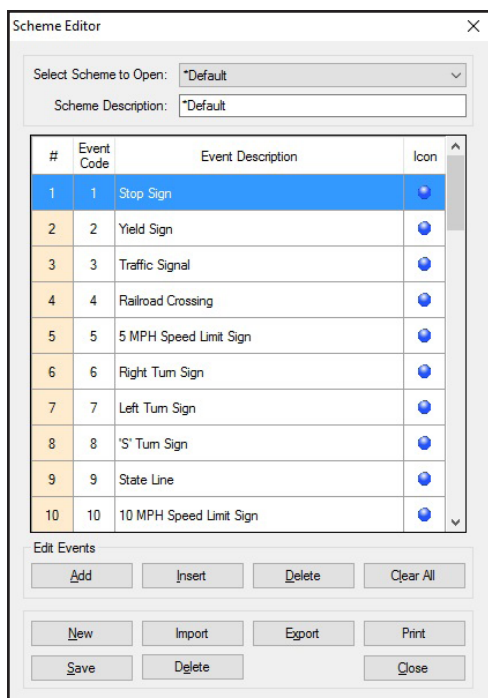 Scheme Editor
Select Scheme to Open: *Default
Scheme Description: *Default
# Event Code Event Description Icon
1 1 Stop Sign
2 2 Yield Sign
3 3 Traffic Signal
4 4 Railroad Crossing
5 5 5 MPH Speed Limit Sign
6 6 Right Turn Sign
7 7 Left Turn Sign
8 8 'S' Turn Sign
9 9 State Line
10 10 10 MPH Speed Limit Sign
Edit Events
Add Insert Delete Clear All
New Import Export Print
Save Delete Close